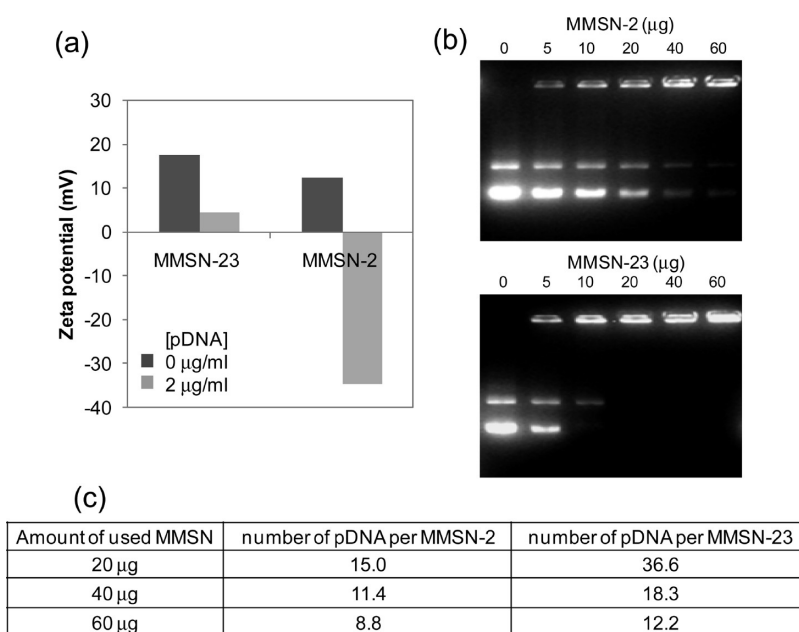 (a)
30
20
10
0
-10
-20
-30
-40
Zeta potential (mV)
MMSN-23 MMSN-2
[pDNA]
0 μg/ml
2 μg/ml
(b)
MMSN-2 (μg)
0 5 10 20 40 60
MMSN-23 (μg)
0 5 10 20 40 60
(c)
Amount of used MMSN number of pDNA per MMSN-2 number of pDNA per MMSN-23
20 μg 15.0 36.6
40 μg 11.4 18.3
60 μg 8.8 12.2